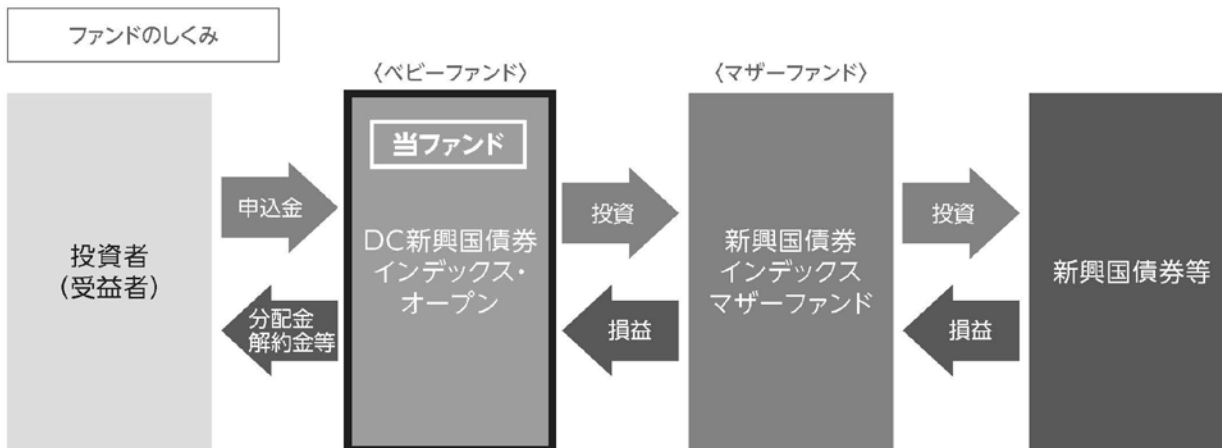 ファンドのしくみ
〈ベビーファンド〉
〈マザーファンド〉
投資者
(受益者)
申込金
分配金
解約金等
当ファンド
DC新興国債券
インデックス・
オープン
投資
損益
新興国債券
インデックス
マザーファンド
投資
損益
新興国債券等